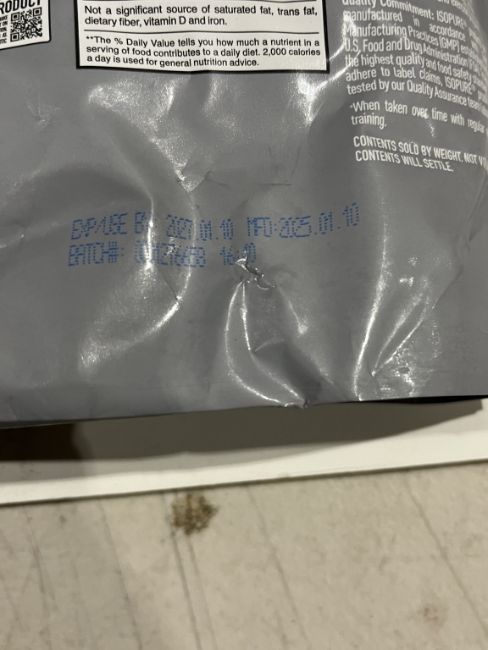 PRODUCT
Not a significant source of saturated fat, trans fat,
dietary fiber, vitamin D and iron.
**The % Daily Value tells you how much a nutrient in a
serving of food contributes to a daily diet. 2,000 calories
a day is used for general nutrition advice.
Quality Commitment: ISOPURE
manufactured in accordance
Manufacturing Practices (GMP)
U.S. Food and Drug Administration
the highest quality and food safety
adhere to label claims, ISOPURE
tested by our Quality Assurance
When taken over time with regular
training.
CONTENTS SOLD BY WEIGHT, NOT
CONTENTS WILL SETTLE.
EXP/USE BY 2027.01.10 MFD:2025.01.10
BATCH#: